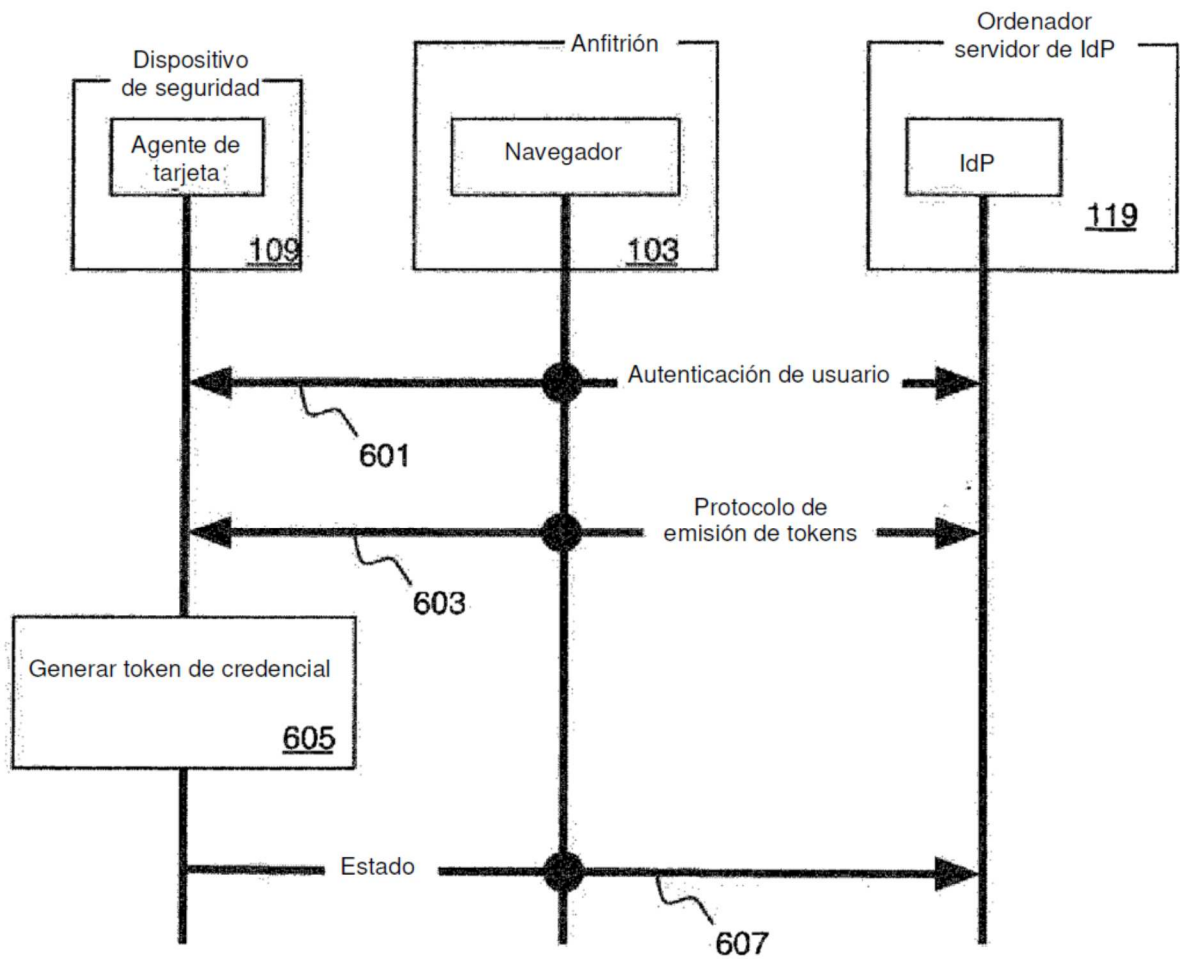 Dispositivo
de seguridad
Anfitrión
Ordenador
servidor de IdP
Agente de
tarjeta
Navegador
IdP
109
103
119
Autenticación de usuario
601
Protocolo de
emisión de tokens
603
Generar token de credencial
605
Estado
607